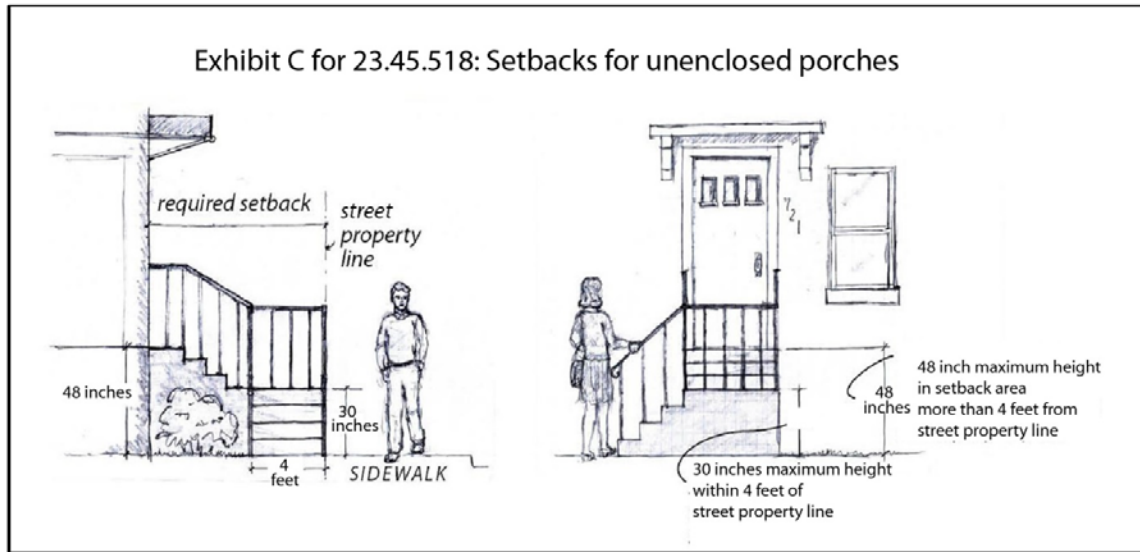 Exhibit C for 23.45.518: Setbacks for unenclosed porches
required setback
street
property
line
48 inches
30
inches
4
feet
SIDEWALK
721
48
inches
48 inch maximum height
in setback area
more than 4 feet from
street property line
30 inches maximum height
within 4 feet of
street property line